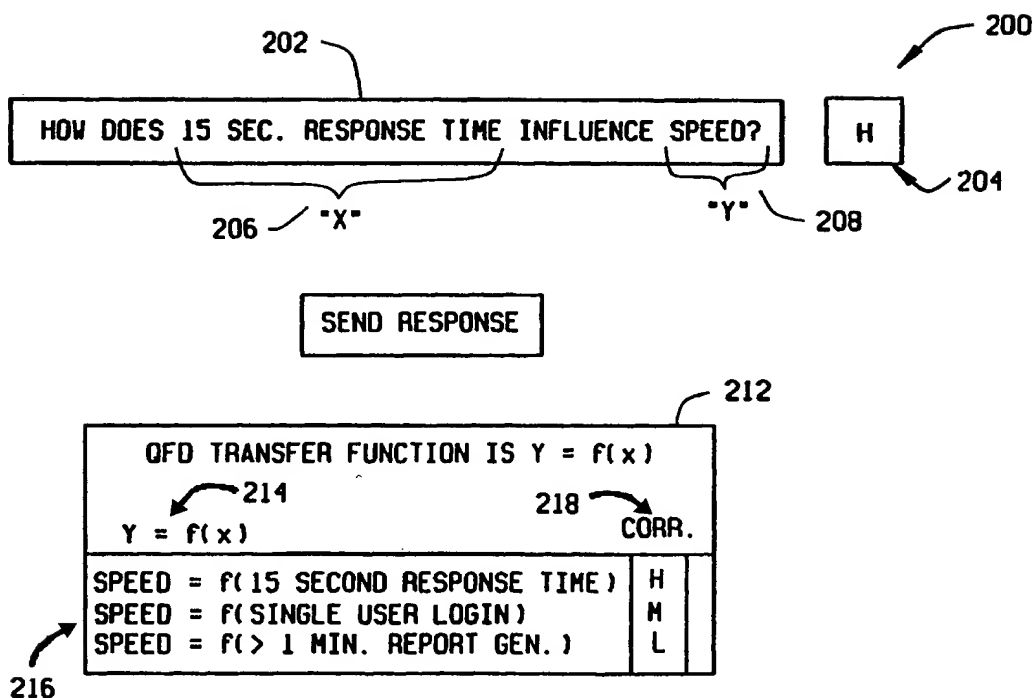 200
202
HOW DOES 15 SEC. RESPONSE TIME INFLUENCE SPEED?
H
204
206
"X"
"Y"
208
SEND RESPONSE
212
QFD TRANSFER FUNCTION IS Y = f(x)
214
218
Y = f(x)
CORR.
SPEED = f(15 SECOND RESPONSE TIME) H
SPEED = f(SINGLE USER LOGIN) M
SPEED = f(> 1 MIN. REPORT GEN.) L
216